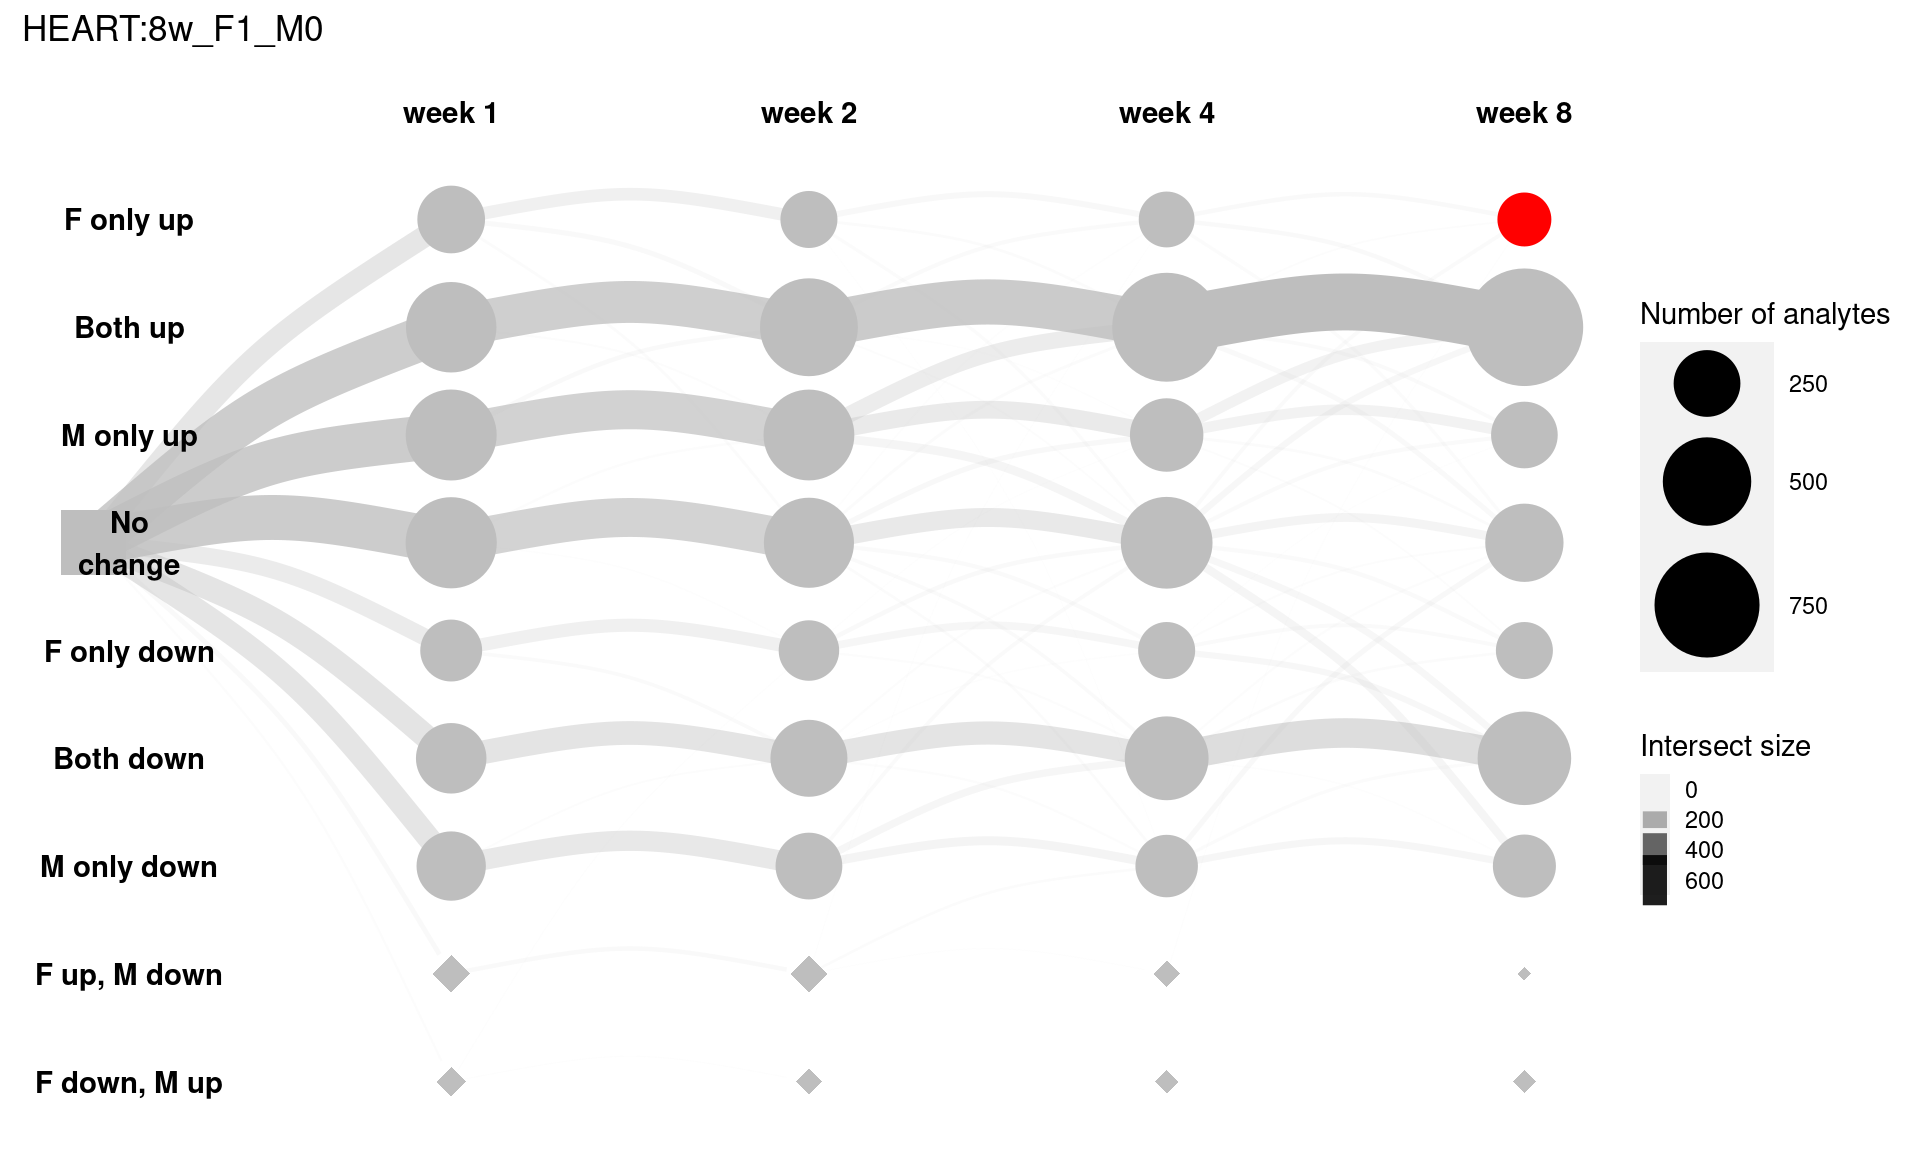 HEART:8w_F1_M0
week 1 week 2 week 4 week 8
F only up
Both up
M only up
No
change
F only down
Both down
M only down
F up, M down
F down, M up
Number of analytes
250
500
750
Intersect size
0
200
400
600